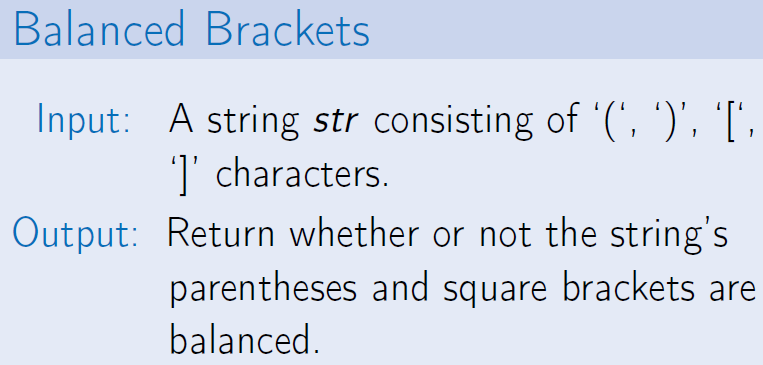 Balanced Brackets
Input: A string str consisting of ‘(‘, ‘)’, ‘[‘,
‘]’ characters.
Output: Return whether or not the string’s
parentheses and square brackets are
balanced.